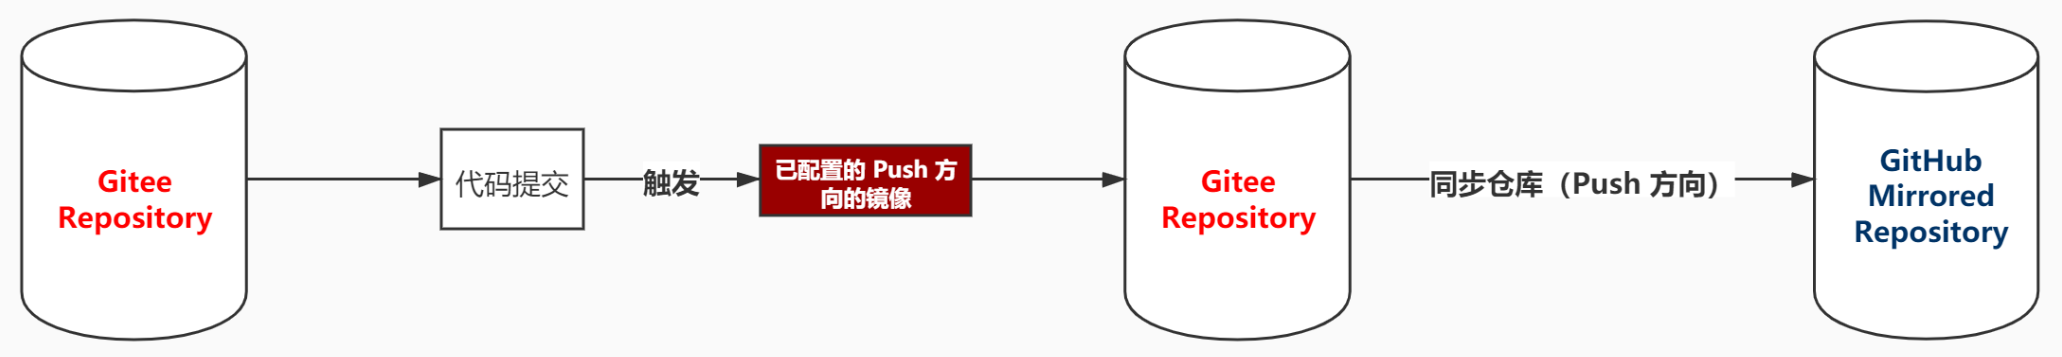 Gitee
Repository
代码提交
触发
已配置的 Push 方
向的镜像
Gitee
Repository
同步仓库（Push 方向）
GitHub
Mirrored
Repository